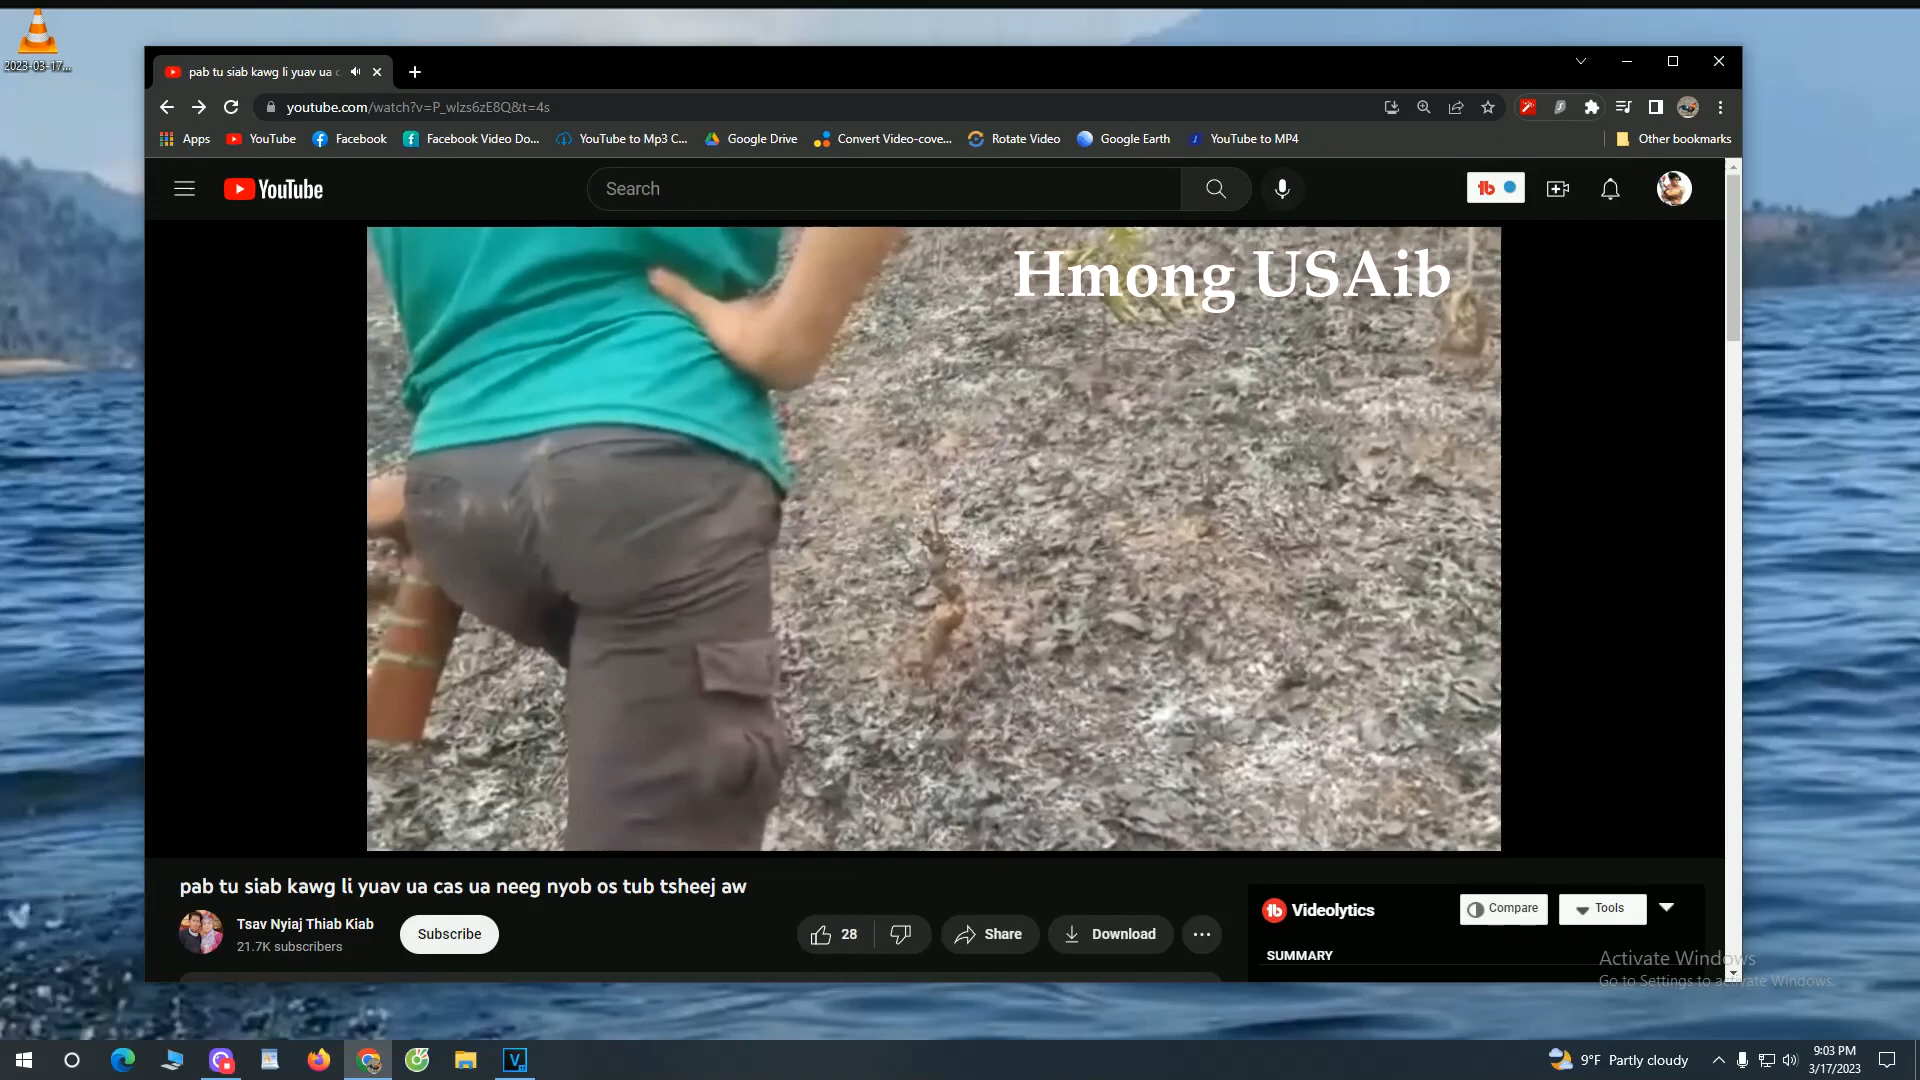 2023-03-17...
pab tu siab kawg li yuav ua c
youtube.com/watch?v=P_wlzs6zE8Q&t=4s
Apps YouTube Facebook Facebook Video Do... YouTube to Mp3 C... Google Drive Convert Video-cove... Rotate Video Google Earth YouTube to MP4 Other bookmarks
YouTube
Search
Hmong USAib
pab tu siab kawg li yuav ua cas ua neeg nyob os tub tsheej aw
Tsav Nyiaj Thiab Kiab
21.7K subscribers
Subscribe
28
Share
Download
Videolytics
Compare
Tools
SUMMARY
Activate Windows
Go to Settings to activate Windows.
9°F Partly cloudy
9:03 PM
3/17/2023